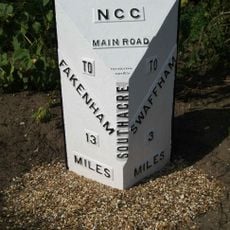 NCC
MAIN ROAD
TO
FAKENHAM
13
MILES
SOUTHACRE
TO
SWAFFHAM
3
MILES